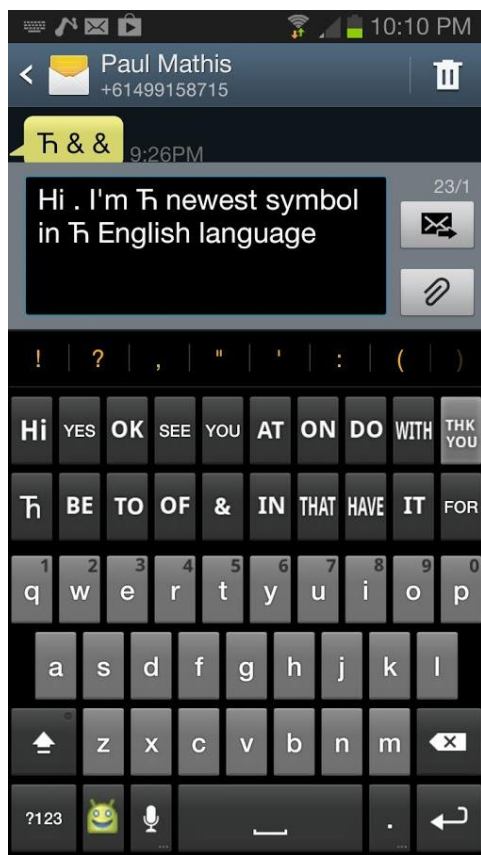 10:10 PM
Paul Mathis
+61499158715
Ћ & &
9:26PM
Hi . I'm Ћ newest symbol
in Ћ English language
23/1
! ? , " ' : ( )
Hi YES OK SEE YOU AT ON DO WITH THK YOU
Ћ BE TO OF & IN THAT HAVE IT FOR
1 2 3 4 5 6 7 8 9 0
q w e r t y u i o p
a s d f g h j k l
z x c v b n m
?123 .